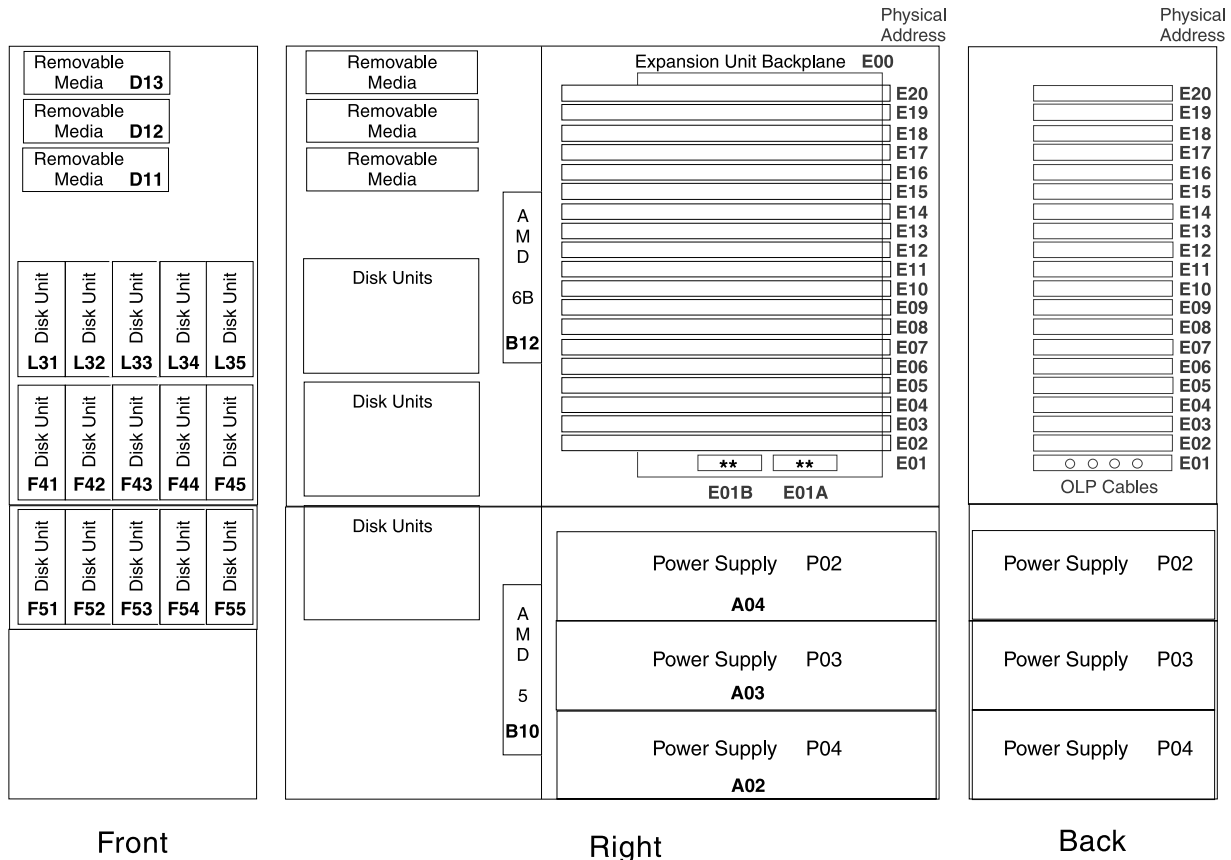 Physical
Address
Physical
Address
Removable
Media D13
Removable
Media D12
Removable
Media D11
Disk Unit Disk Unit Disk Unit Disk Unit Disk Unit
L31 L32 L33 L34 L35
Disk Unit Disk Unit Disk Unit Disk Unit Disk Unit
F41 F42 F43 F44 F45
Disk Unit Disk Unit Disk Unit Disk Unit Disk Unit
F51 F52 F53 F54 F55
Front
Removable
Media
Removable
Media
Removable
Media
Disk Units
Disk Units
Disk Units
A
M
D
6B
B12
A
M
D
5
B10
Expansion Unit Backplane E00
E20
E19
E18
E17
E16
E15
E14
E13
E12
E11
E10
E09
E08
E07
E06
E05
E04
E03
E02
** ** E01
E01B E01A
Power Supply P02
A04
Power Supply P03
A03
Power Supply P04
A02
Right
E20
E19
E18
E17
E16
E15
E14
E13
E12
E11
E10
E09
E08
E07
E06
E05
E04
E03
E02
E01
OLP Cables
Power Supply P02
Power Supply P03
Power Supply P04
Back